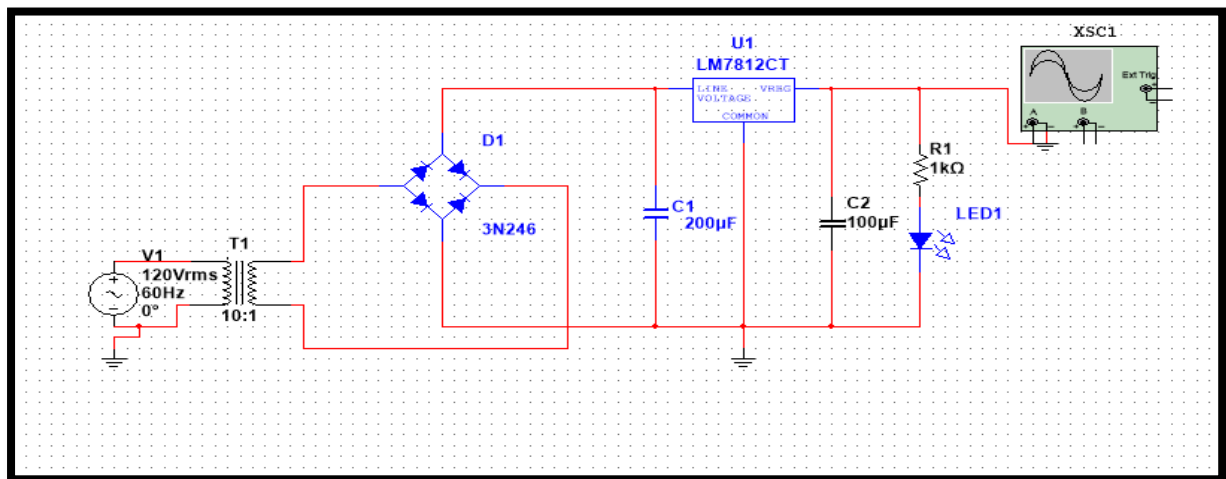 XSC1
Ext Trig
+
–
A
B
+ –
+ –
U1
LM7812CT
LINE VREG
VOLTAGE
COMMON
D1
3N246
R1
1kΩ
C1
200µF
C2
100µF
LED1
V1
120Vrms
60Hz
0°
T1
10:1